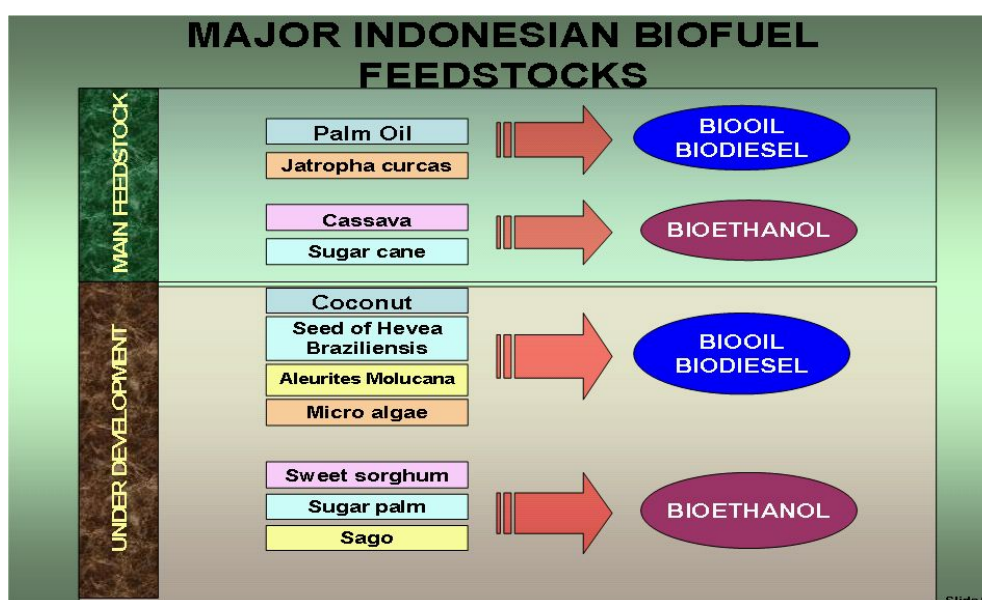 MAJOR INDONESIAN BIOFUEL
FEEDSTOCKS
MAIN FEEDSTOCK
Palm Oil
Jatropha curcas
BIOOIL
BIODIESEL
Cassava
Sugar cane
BIOETHANOL
UNDER DEVELOPMENT
Coconut
Seed of Hevea
Braziliensis
Aleurites Molucana
Micro algae
BIOOIL
BIODIESEL
Sweet sorghum
Sugar palm
Sago
BIOETHANOL